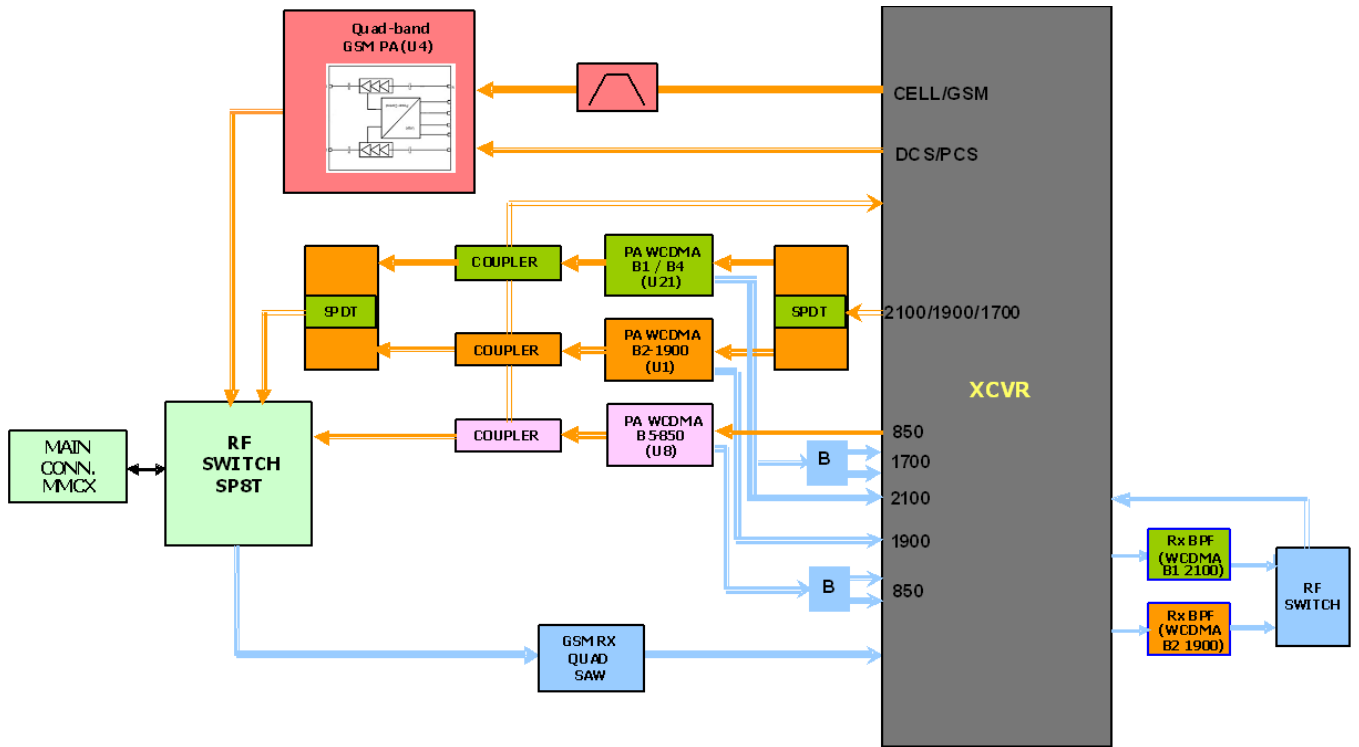 Quad-band
GSM PA(U4)
CELL/GSM
DCS/PCS
COUPLER
PA WCDMA
B1 / B4
(U21)
SPDT
SPDT
2100/1900/1700
COUPLER
PA WCDMA
B2-1900
(U1)
XCVR
COUPLER
PA WCDMA
B5-850
(U8)
850
1700
2100
1900
850
B
B
MAIN
CONN.
MMCX
RF
SWITCH
SP8T
GSM RX
QUAD
SAW
Rx BPF
(WCDMA
B1 2100)
Rx BPF
(WCDMA
B2 1900)
RF
SWITCH